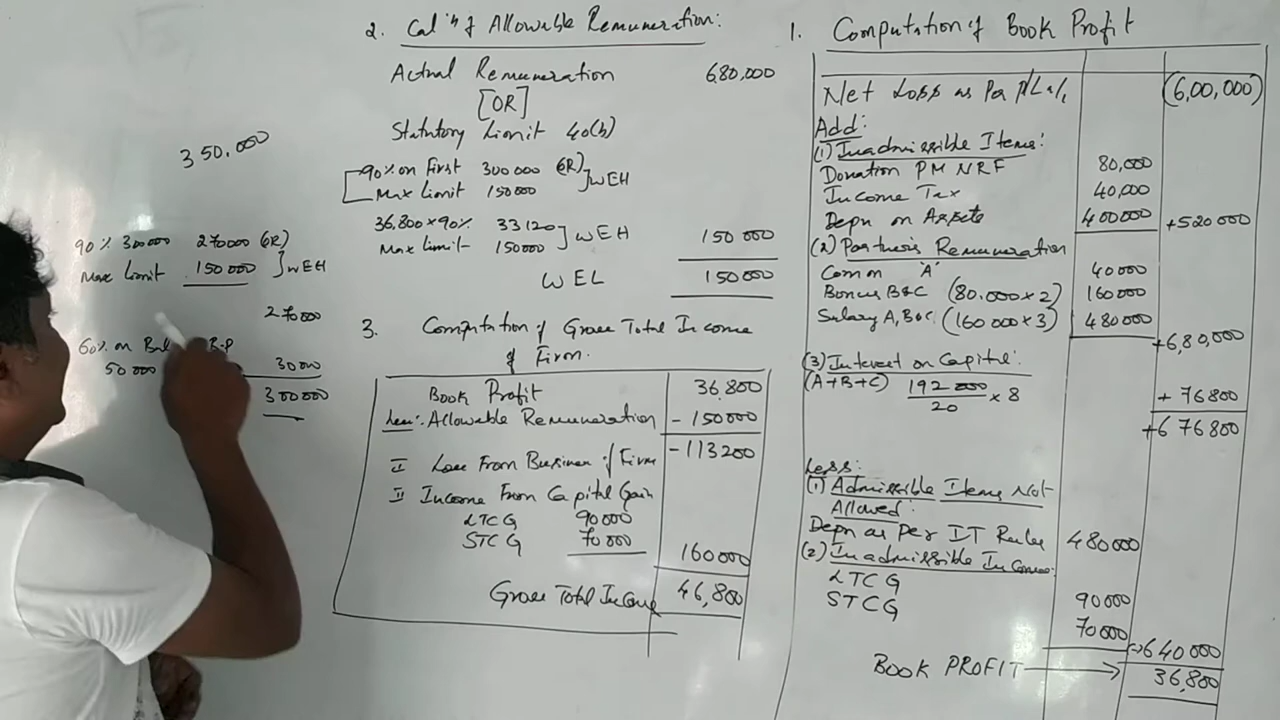 2. Cal^n of Allowable Remuneration:
Actual Remuneration 6,80,000
[OR]
Statutory Limit 40(b)
90% on First 300000 (OR)
Max Limit 150000 ] WEH
36,800 x 90% 33120
Max limit 150000 ] WEH 150000
WEL 150000
3. Computation of Gross Total Income
of Firm.
Book Profit 36,800
Less: Allowable Remuneration - 150000
I Loss From Business of Firm - 113200
II Income From Capital Gain
LTCG 90000
STCG 70000 160000
Gross Total Income 46,800
1. Computation of Book Profit
Net Loss as Per P/L a/c (6,00,000)
Add:
(1) Inadmissible Items:
Donation PM NRF 80,000
Income Tax 40,000
Depn on Assets 400000 +520000
(2) Partners Remuneration
Comm 'A' 40000
Bonus B&C (80.000 x 2) 160000
Salary A, B&C. (160000 x 3) 480000
+6,80,000
(3) Interest on Capital:
(A+B+C) 192000/20 x 8 + 76800
+6 76800
Less:
(1) Admissible Items Not
Allowed.
Depn as Per IT Rules 480000
(2) Inadmissible Income:
LTCG 90000
STCG 70000
(-) 640000
BOOK PROFIT → 36,800
350.000
90% 300000 270000 (OR)
Max Limit 150000 ] WEH
270000
60% on B.P
50000 30000
300000